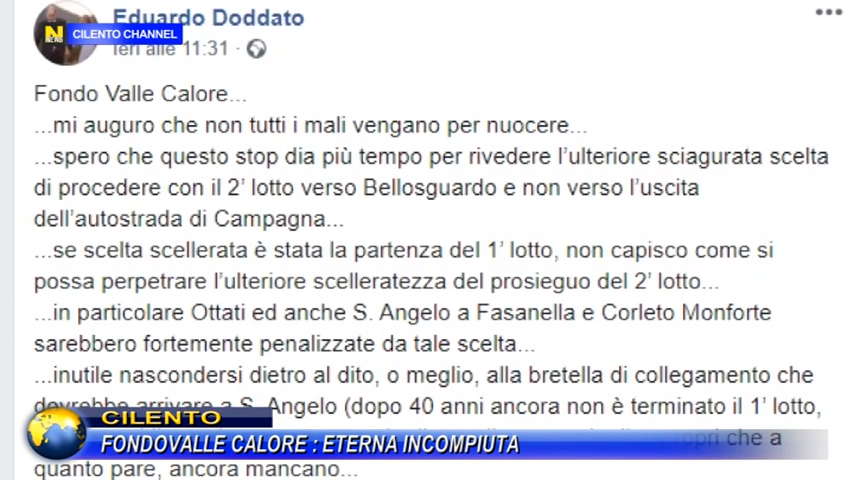 Eduardo Doddato
CILENTO CHANNEL
Ieri alle 11:31
Fondo Valle Calore...
...mi auguro che non tutti i mali vengano per nuocere...
...spero che questo stop dia più tempo per rivedere l'ulteriore sciagurata scelta
di procedere con il 2' lotto verso Bellosguardo e non verso l'uscita
dell'autostrada di Campagna...
...se scelta scellerata è stata la partenza del 1' lotto, non capisco come si
possa perpetrare l'ulteriore scelleratezza del prosieguo del 2' lotto...
...in particolare Ottati ed anche S. Angelo a Fasanella e Corleto Monforte
sarebbero fortemente penalizzate da tale scelta...
...inutile nascondersi dietro al dito, o meglio, alla bretella di collegamento che
dovrebbe arrivare a S. Angelo (dopo 40 anni ancora non è terminato il 1' lotto,
che a
quanto pare, ancora mancano...
CILENTO
FONDOVALLE CALORE : ETERNA INCOMPIUTA